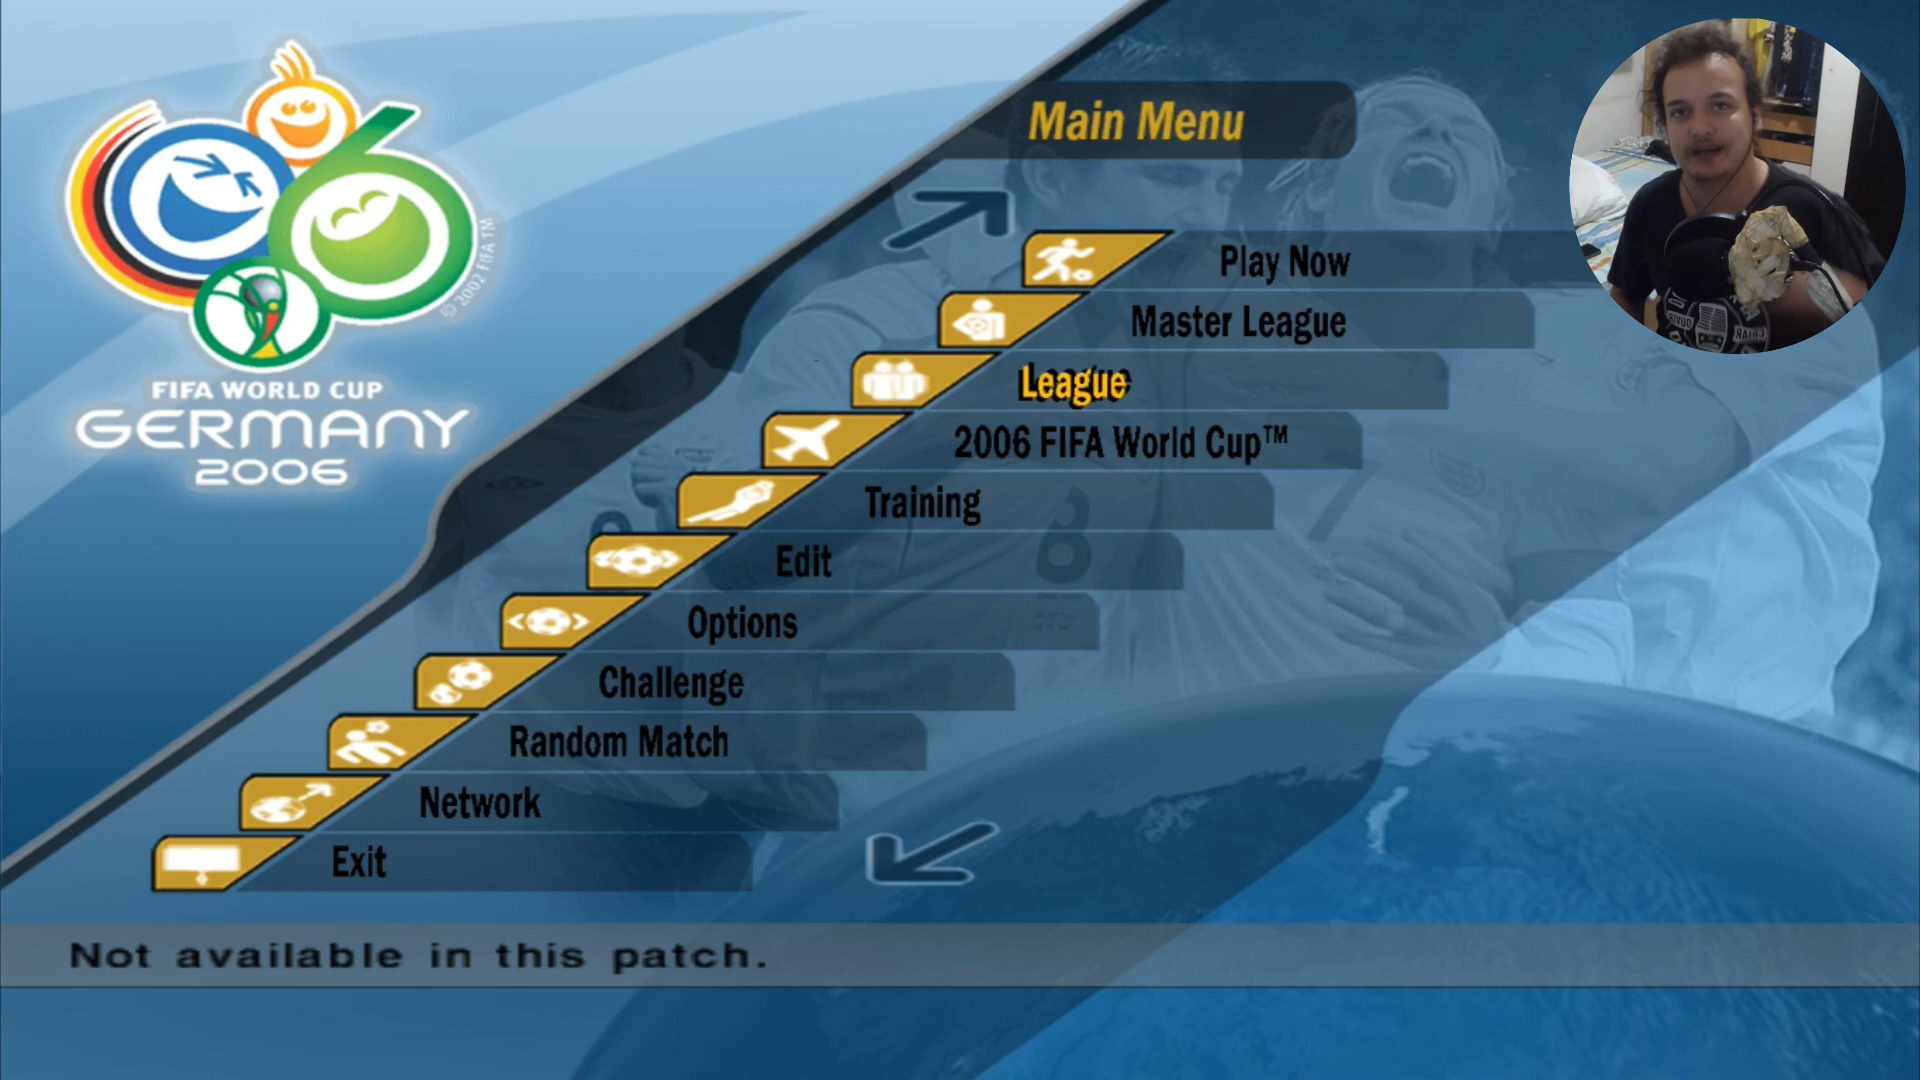 © 2002 FIFA TM
FIFA WORLD CUP
GERMANY
2006
Main Menu
Play Now
Master League
League
2006 FIFA World Cup™
Training
Edit
Options
Challenge
Random Match
Network
Exit
Not available in this patch.